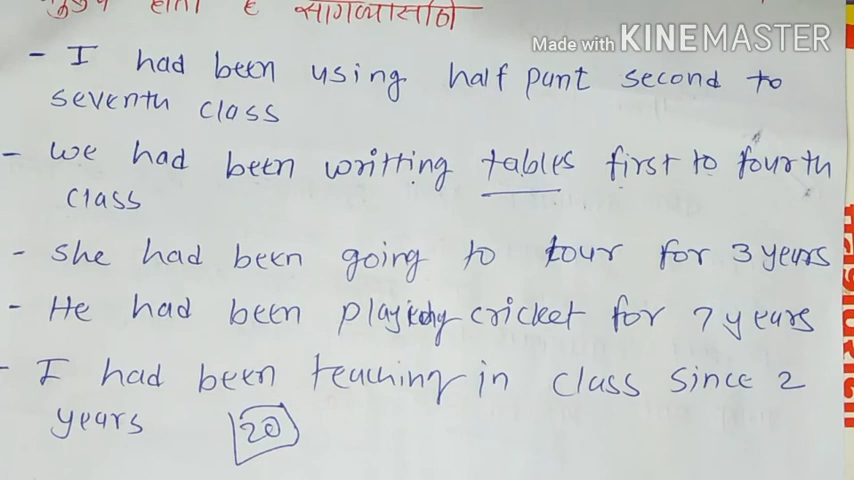 होता है सागण्यासाठी
Made with KINEMASTER
- I had been using half pant second to
seventh class
- we had been writting tables first to fourth
class
- she had been going to tour for 3 years
- He had been playing cricket for 7 years
- I had been teaching in class since 2
years 20